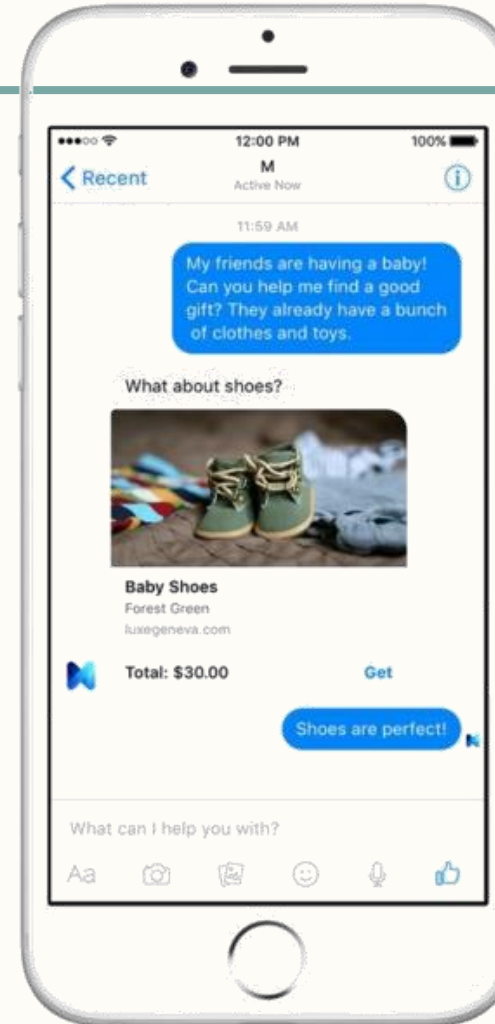 12:00 PM
100%
Recent
M
Active Now
11:59 AM
My friends are having a baby!
Can you help me find a good
gift? They already have a bunch
of clothes and toys.
What about shoes?
Baby Shoes
Forest Green
luxegeneva.com
Total: $30.00
Get
Shoes are perfect!
What can I help you with?
Aa